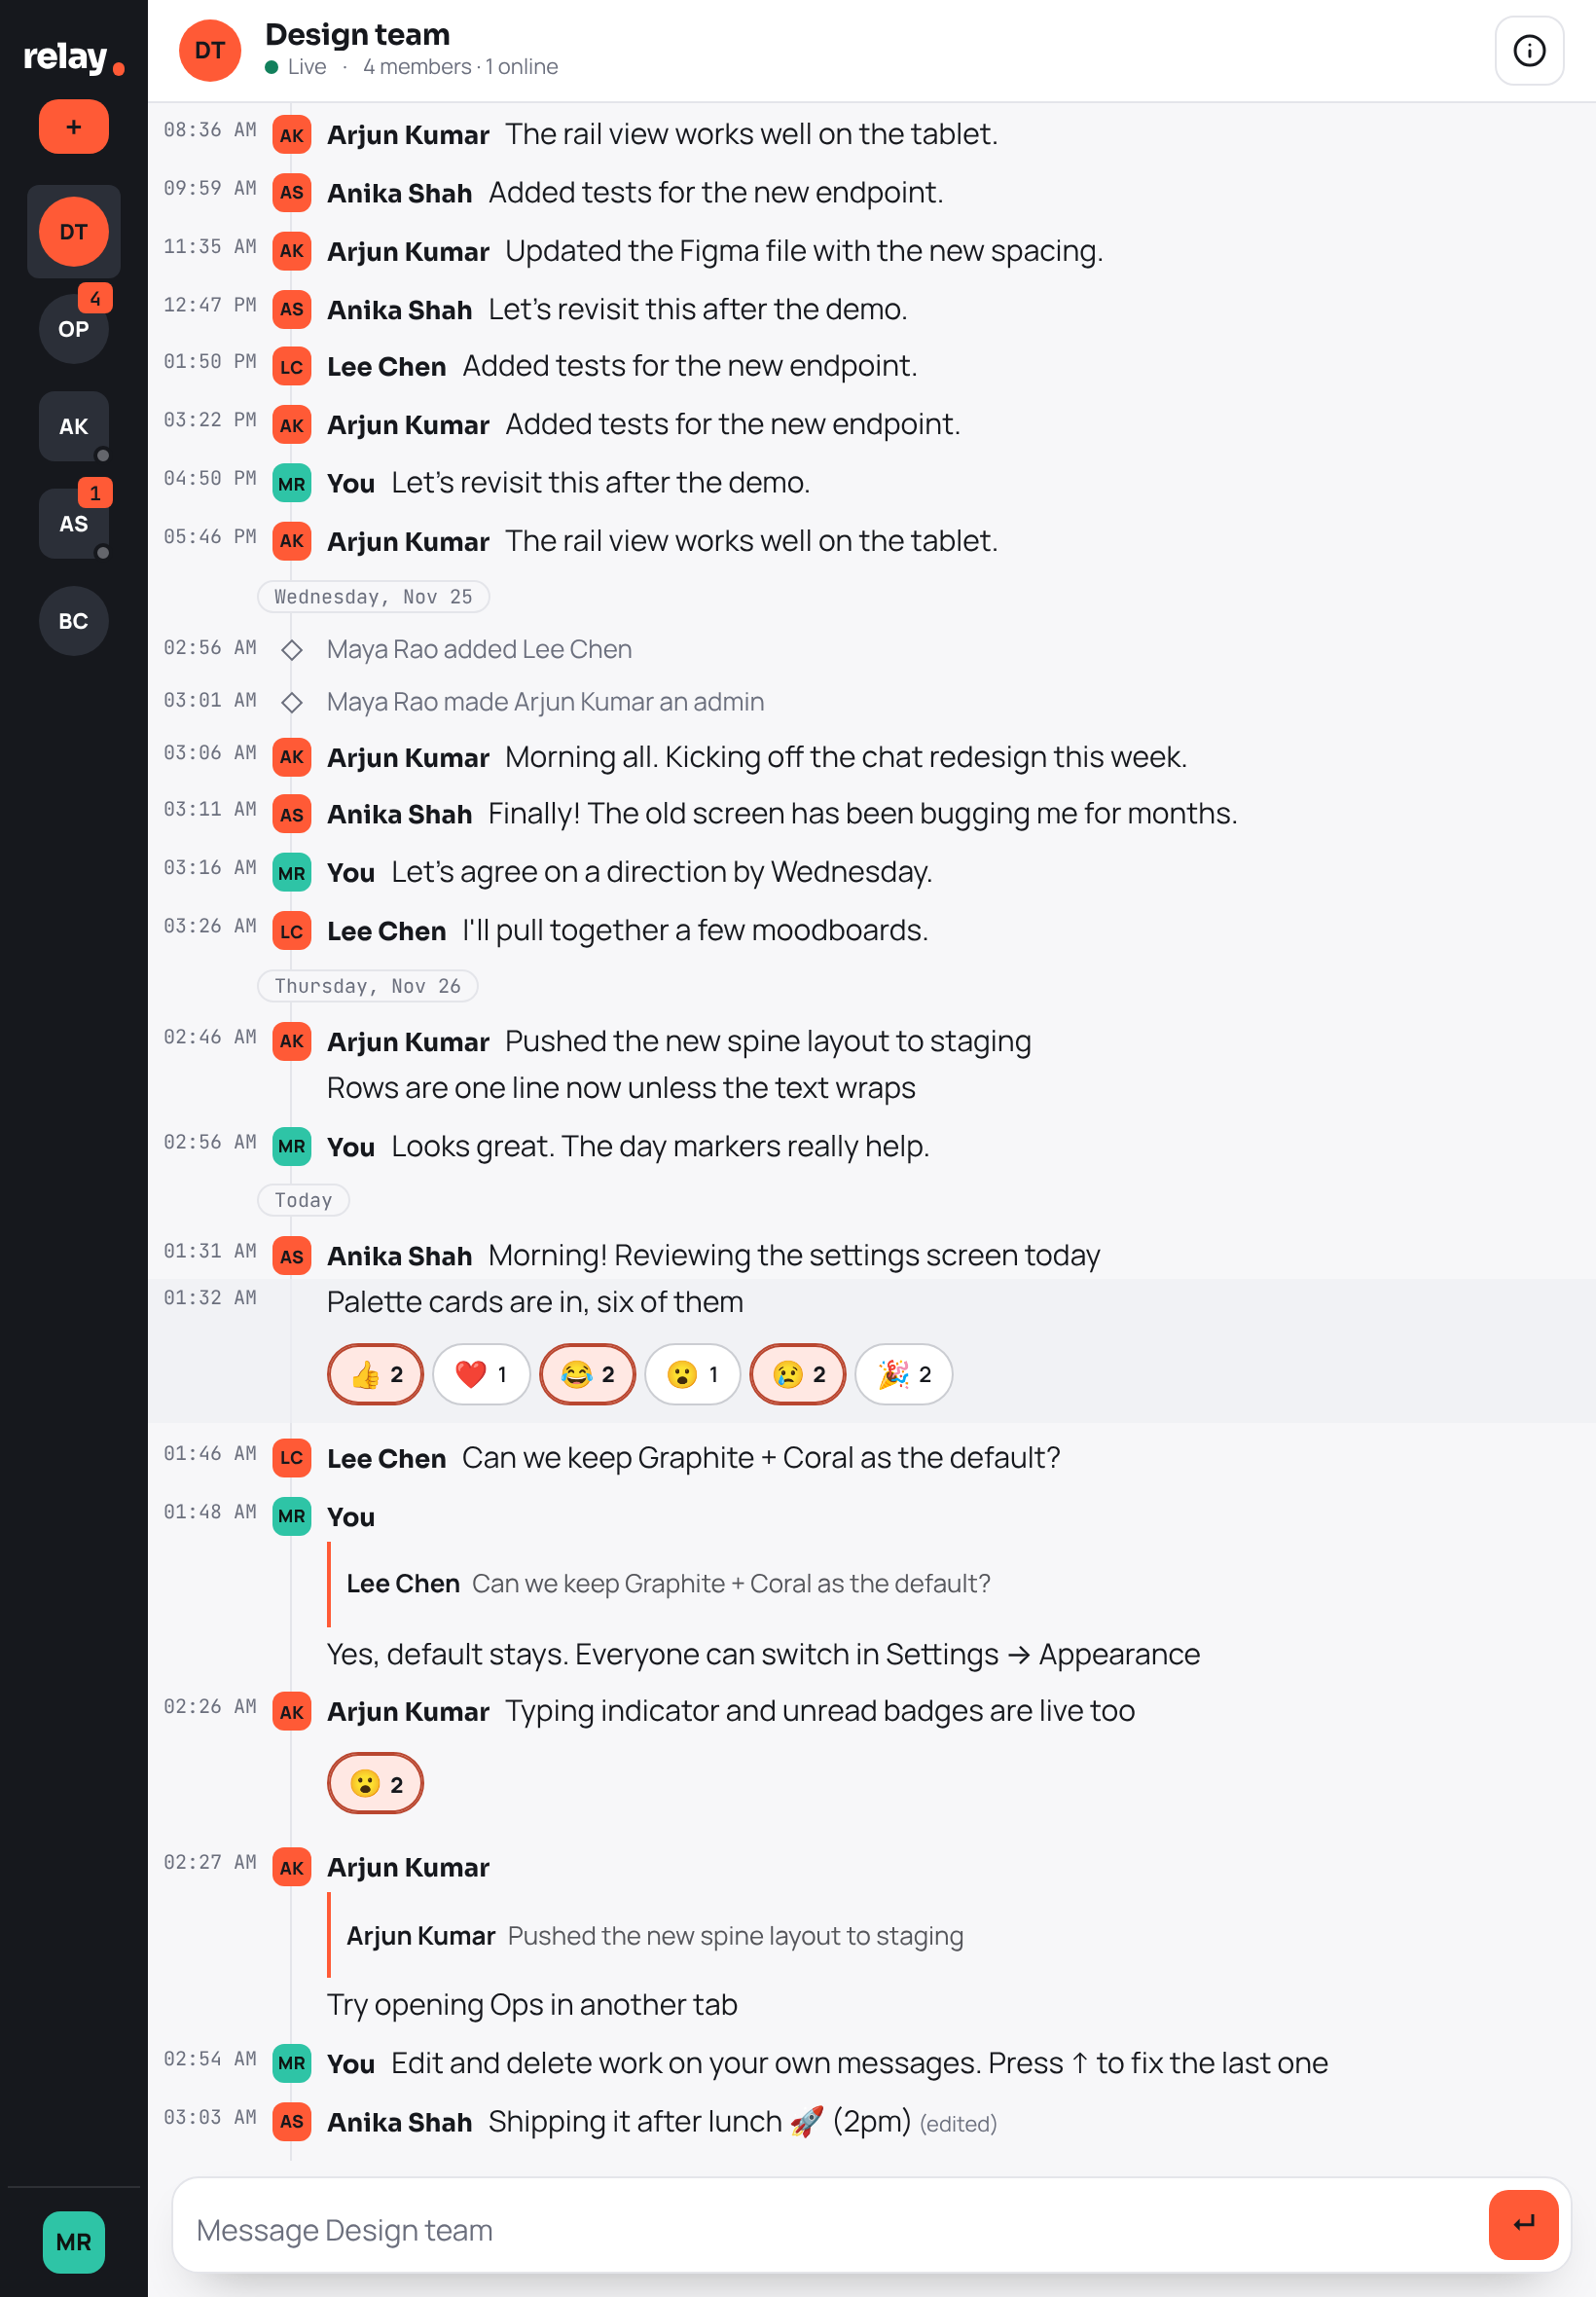 relay.
+
DT
4
OP
AK
1
AS
BC
MR
DT
Design team
Live · 4 members · 1 online
08:36 AM AK Arjun Kumar The rail view works well on the tablet.
09:59 AM AS Anika Shah Added tests for the new endpoint.
11:35 AM AK Arjun Kumar Updated the Figma file with the new spacing.
12:47 PM AS Anika Shah Let’s revisit this after the demo.
01:50 PM LC Lee Chen Added tests for the new endpoint.
03:22 PM AK Arjun Kumar Added tests for the new endpoint.
04:50 PM MR You Let’s revisit this after the demo.
05:46 PM AK Arjun Kumar The rail view works well on the tablet.
Wednesday, Nov 25
02:56 AM Maya Rao added Lee Chen
03:01 AM Maya Rao made Arjun Kumar an admin
03:06 AM AK Arjun Kumar Morning all. Kicking off the chat redesign this week.
03:11 AM AS Anika Shah Finally! The old screen has been bugging me for months.
03:16 AM MR You Let’s agree on a direction by Wednesday.
03:26 AM LC Lee Chen I'll pull together a few moodboards.
Thursday, Nov 26
02:46 AM AK Arjun Kumar Pushed the new spine layout to staging
Rows are one line now unless the text wraps
02:56 AM MR You Looks great. The day markers really help.
Today
01:31 AM AS Anika Shah Morning! Reviewing the settings screen today
01:32 AM Palette cards are in, six of them
👍 2 ❤️ 1 😂 2 😮 1 😢 2 🎉 2
01:46 AM LC Lee Chen Can we keep Graphite + Coral as the default?
01:48 AM MR You
Lee Chen Can we keep Graphite + Coral as the default?
Yes, default stays. Everyone can switch in Settings → Appearance
02:26 AM AK Arjun Kumar Typing indicator and unread badges are live too
😮 2
02:27 AM AK Arjun Kumar
Arjun Kumar Pushed the new spine layout to staging
Try opening Ops in another tab
02:54 AM MR You Edit and delete work on your own messages. Press ↑ to fix the last one
03:03 AM AS Anika Shah Shipping it after lunch 🚀 (2pm) (edited)
Message Design team